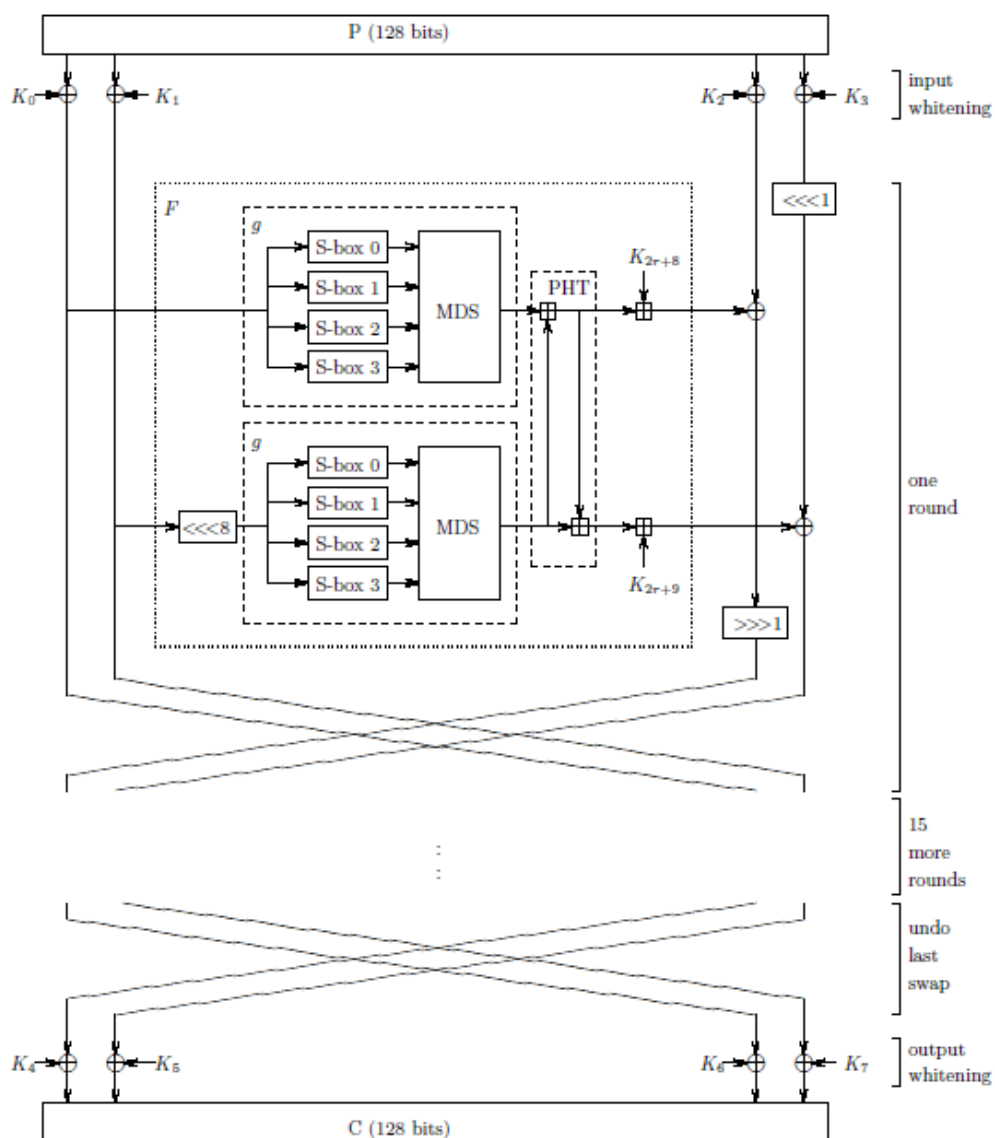 P (128 bits)
K₀
K₁
K₂
K₃
input
whitening
F
<<<1
g
S-box 0
S-box 1
S-box 2
S-box 3
MDS
PHT
K₂ᵣ₊₈
g
<<<8
S-box 0
S-box 1
S-box 2
S-box 3
MDS
K₂ᵣ₊₉
>>>1
one
round
15
more
rounds
undo
last
swap
K₄
K₅
K₆
K₇
output
whitening
C (128 bits)